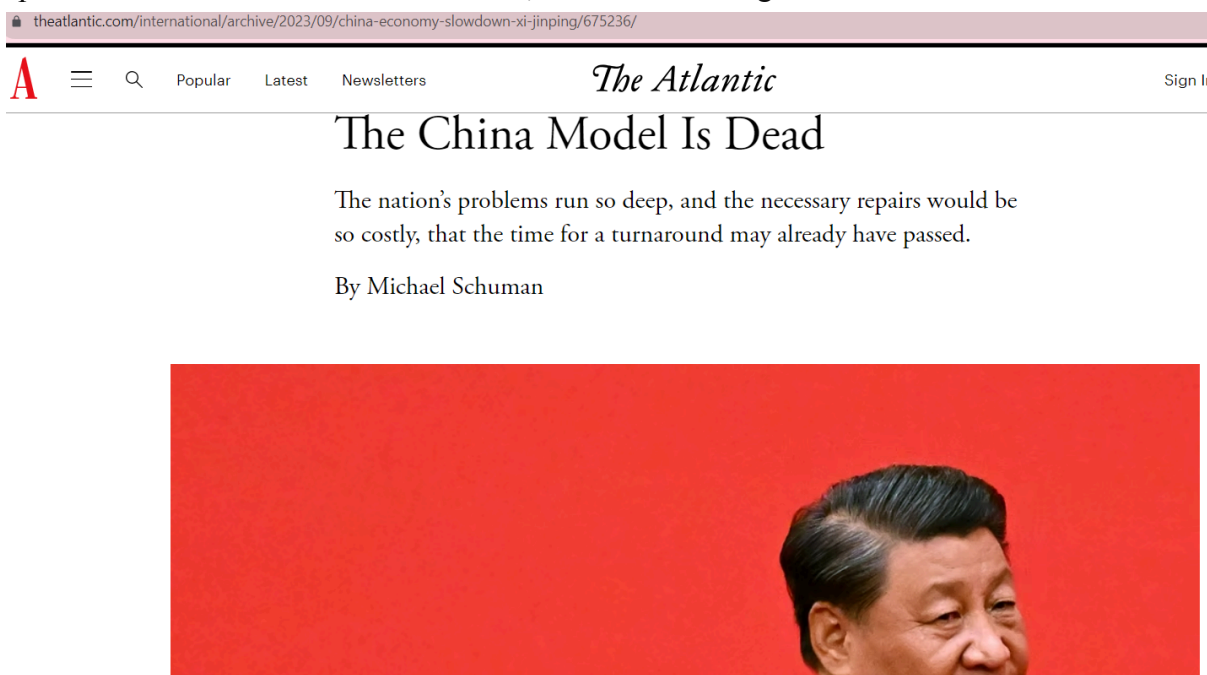 theatlantic.com/international/archive/2023/09/china-economy-slowdown-xi-jinping/675236/
A Popular Latest Newsletters The Atlantic Sign In
The China Model Is Dead
The nation’s problems run so deep, and the necessary repairs would be
so costly, that the time for a turnaround may already have passed.
By Michael Schuman